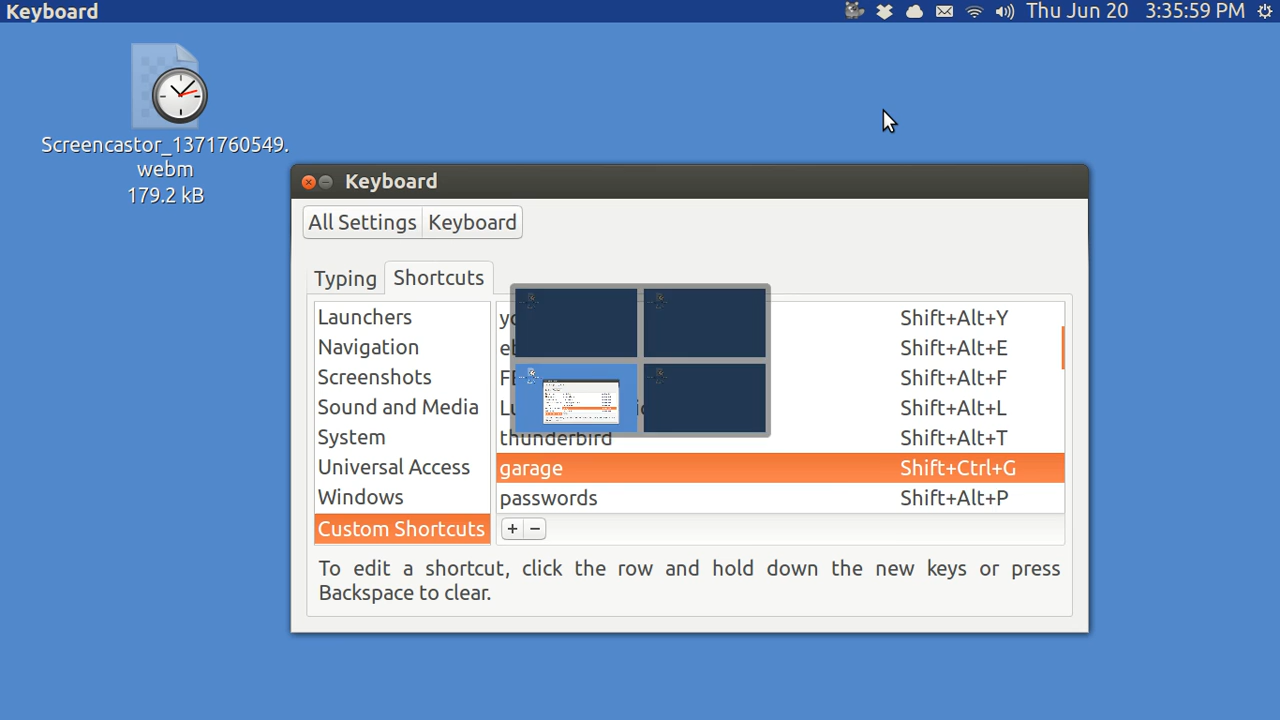 Keyboard
Thu Jun 20 3:35:59 PM
Screencastor_1371760549.
webm
179.2 kB
Keyboard
All Settings Keyboard
Typing Shortcuts
Launchers
Navigation
Screenshots
Sound and Media
System
Universal Access
Windows
Custom Shortcuts
Shift+Alt+Y
Shift+Alt+E
Shift+Alt+F
Shift+Alt+L
thunderbird Shift+Alt+T
garage Shift+Ctrl+G
passwords Shift+Alt+P
+ −
To edit a shortcut, click the row and hold down the new keys or press
Backspace to clear.